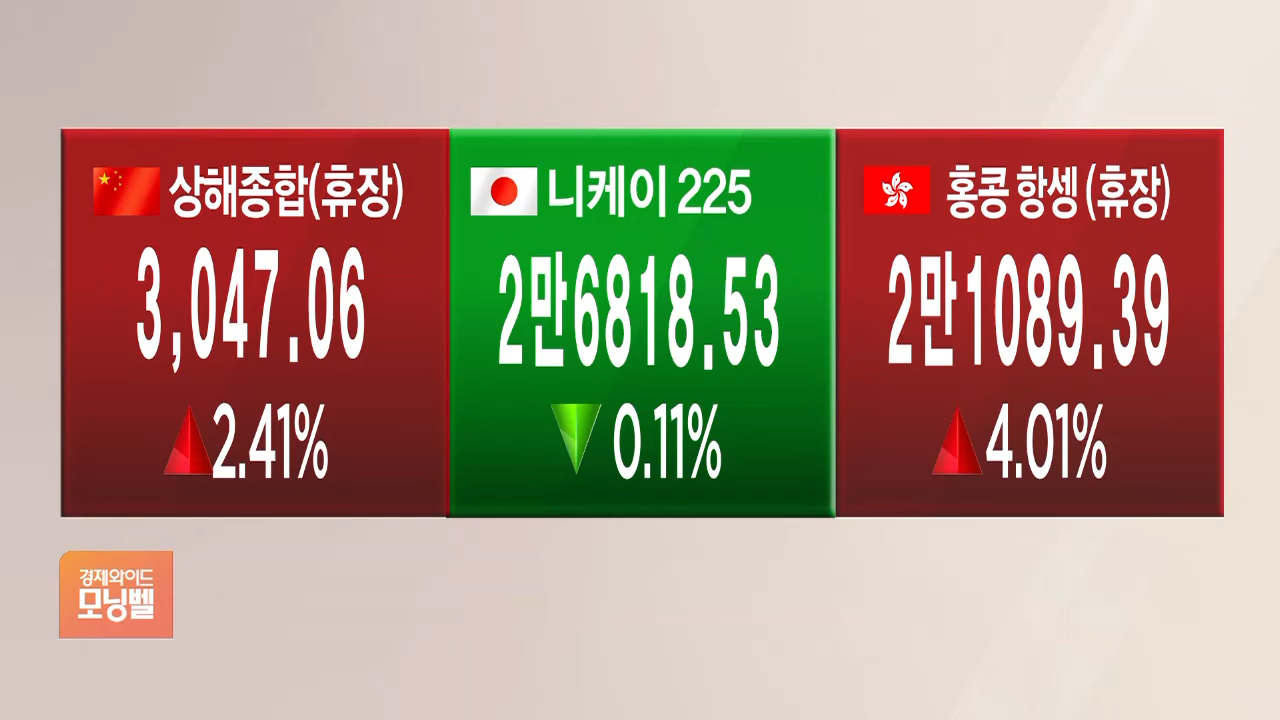 상해종합(휴장)
3,047.06
2.41%
니케이 225
2만6818.53
0.11%
홍콩 항셍 (휴장)
2만1089.39
4.01%
경제와이드
모닝벨